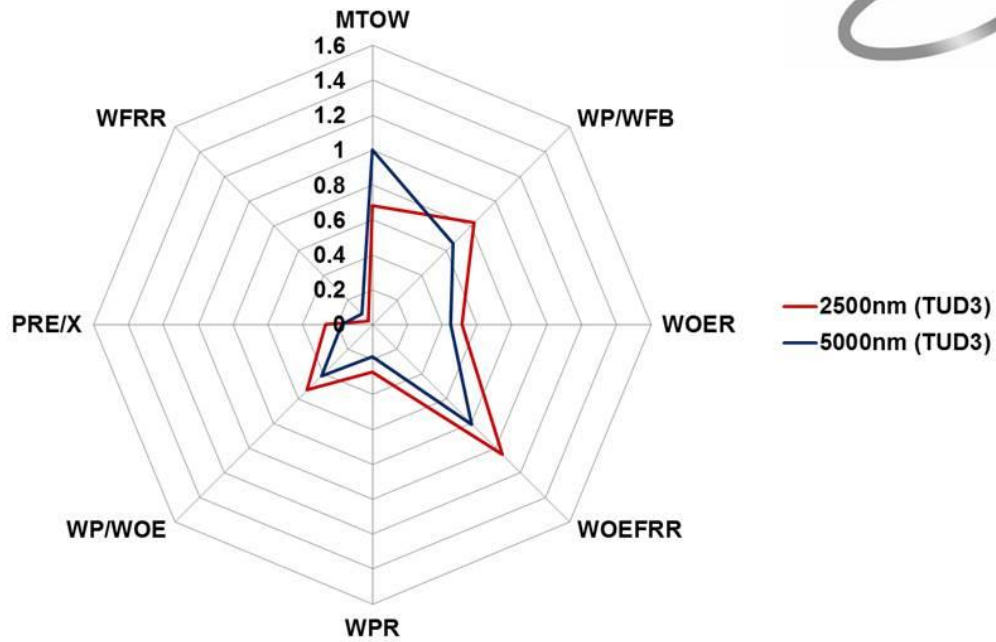 MTOW
1.6
1.4
1.2
1
0.8
0.6
0.4
0.2
0
WP/WFB
WOER
WOEFRR
WPR
WP/WOE
PRE/X
WFRR
2500nm (TUD3)
5000nm (TUD3)